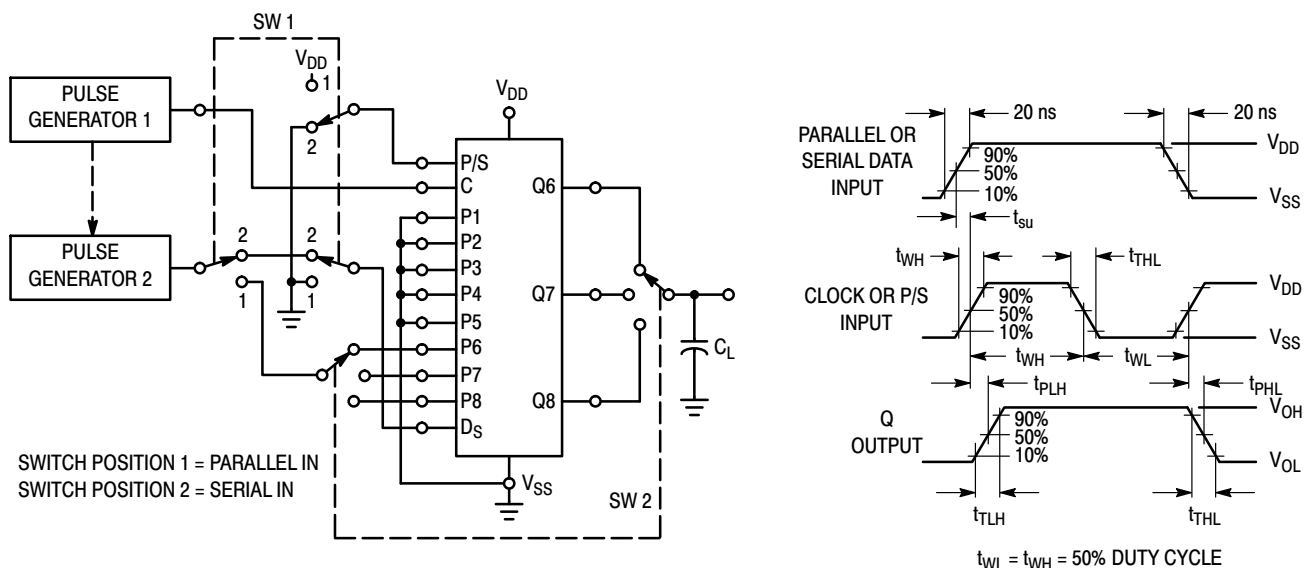 SW 1
V_DD
1
2
PULSE
GENERATOR 1
PULSE
GENERATOR 2
2
1
2
1
V_DD
P/S
C
P1
P2
P3
P4
P5
P6
P7
P8
D_S
Q6
Q7
Q8
V_SS
C_L
SW 2
SWITCH POSITION 1 = PARALLEL IN
SWITCH POSITION 2 = SERIAL IN
20 ns
20 ns
PARALLEL OR
SERIAL DATA
INPUT
90%
50%
10%
V_DD
V_SS
t_su
t_WH
t_THL
CLOCK OR P/S
INPUT
90%
50%
10%
V_DD
V_SS
t_WH
t_WL
t_PLH
t_PHL
Q
OUTPUT
90%
50%
10%
V_OH
V_OL
t_TLH
t_THL
t_WL = t_WH = 50% DUTY CYCLE